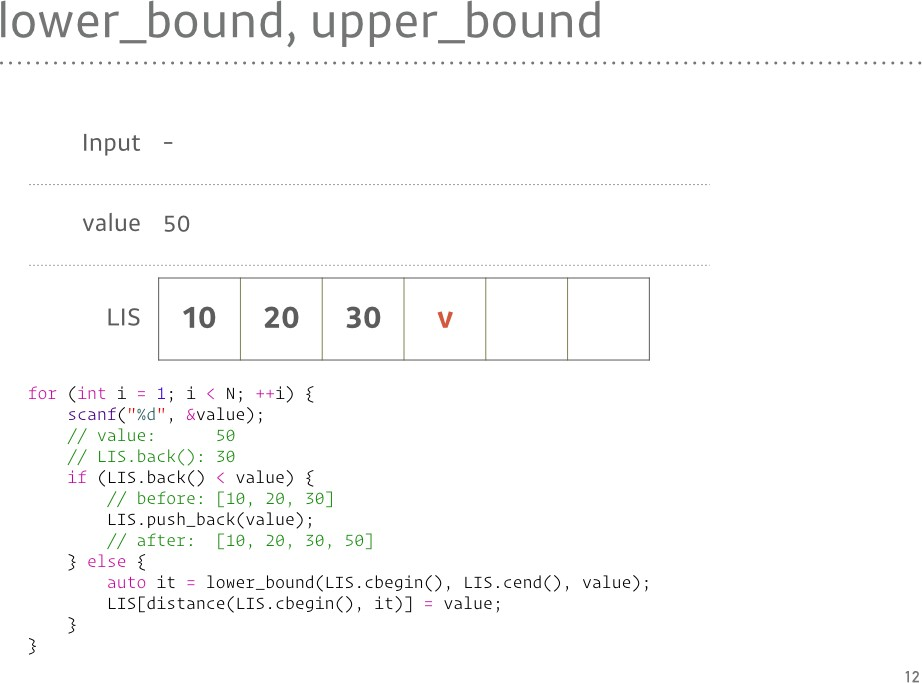 lower_bound, upper_bound
Input -
value 50
LIS 10 20 30 v
for (int i = 1; i < N; ++i) {
    scanf("%d", &value);
    // value:      50
    // LIS.back(): 30
    if (LIS.back() < value) {
        // before: [10, 20, 30]
        LIS.push_back(value);
        // after:  [10, 20, 30, 50]
    } else {
        auto it = lower_bound(LIS.cbegin(), LIS.cend(), value);
        LIS[distance(LIS.cbegin(), it)] = value;
    }
}
12